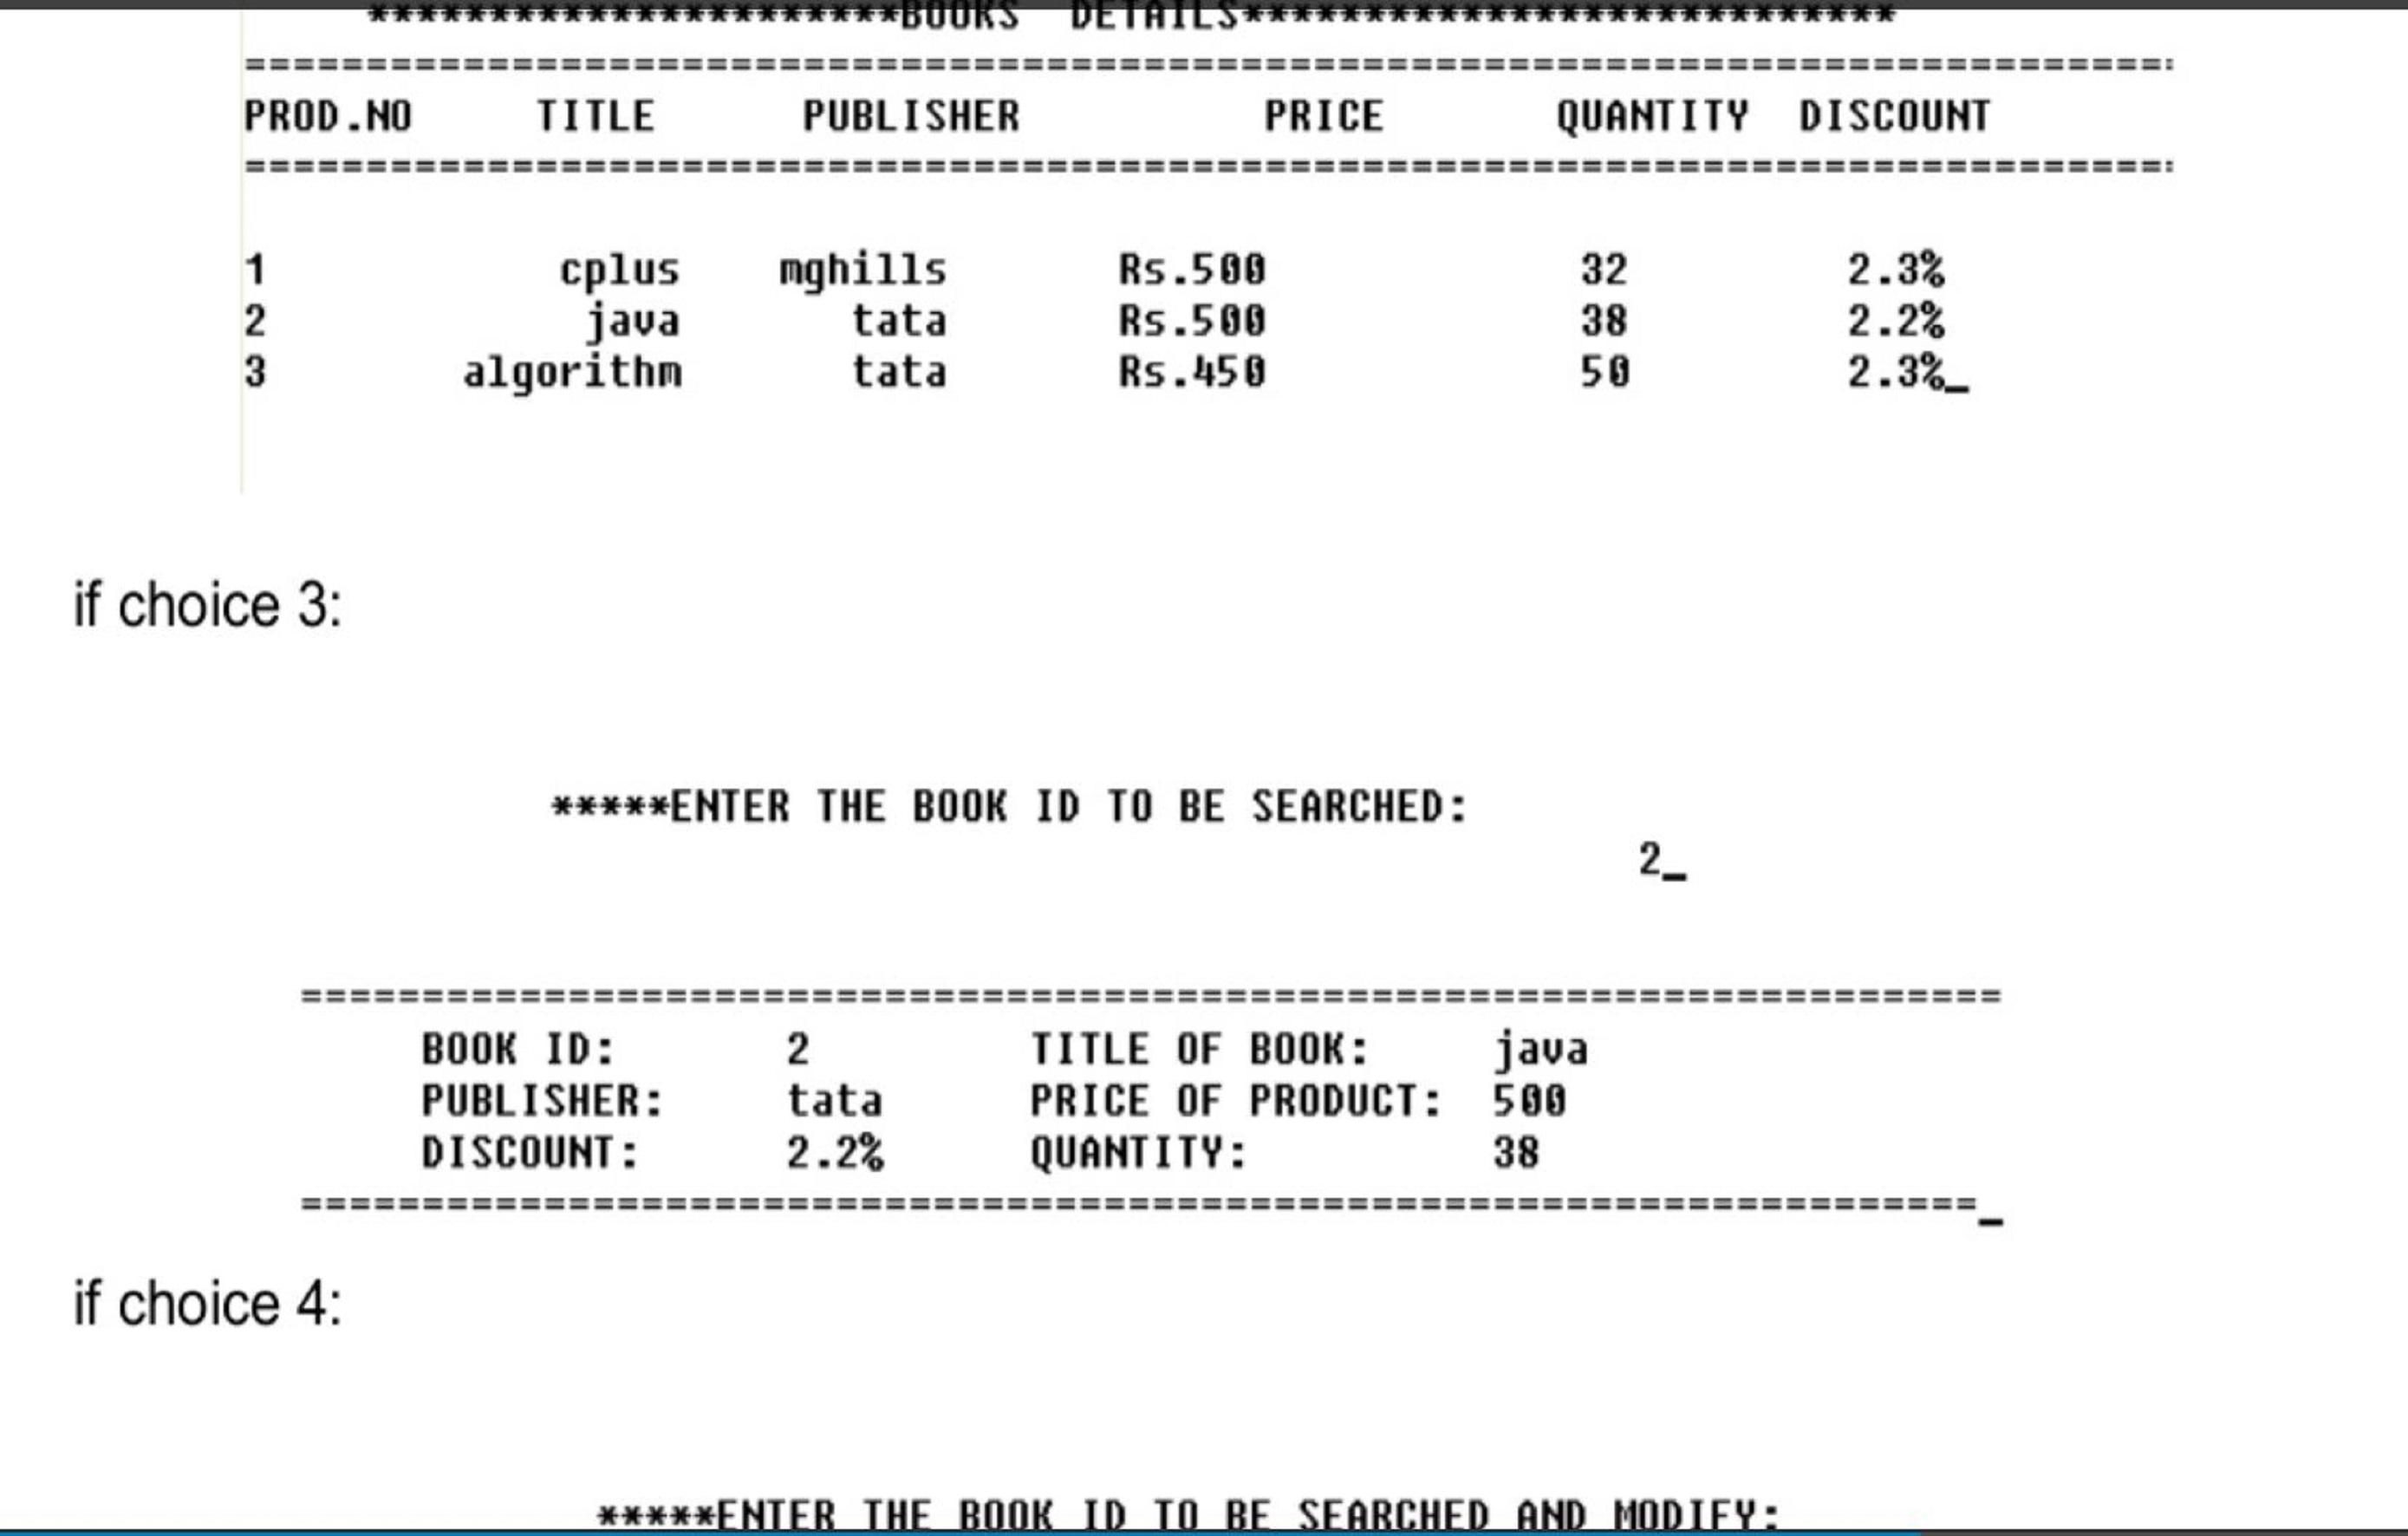 **********************BOOKS  DETAILS***************************
===============================================================================
PROD.NO     TITLE      PUBLISHER          PRICE       QUANTITY  DISCOUNT
===============================================================================
1            cplus    mghills       Rs.500             32         2.3%
2             java       tata       Rs.500             38         2.2%
3        algorithm       tata       Rs.450             50         2.3%_
if choice 3:
*****ENTER THE BOOK ID TO BE SEARCHED:
2_
======================================================================
BOOK ID:       2         TITLE OF BOOK:     java
PUBLISHER:     tata      PRICE OF PRODUCT:  500
DISCOUNT:      2.2%      QUANTITY:          38
=====================================================================_
if choice 4:
*****ENTER THE BOOK ID TO BE SEARCHED AND MODIFY: